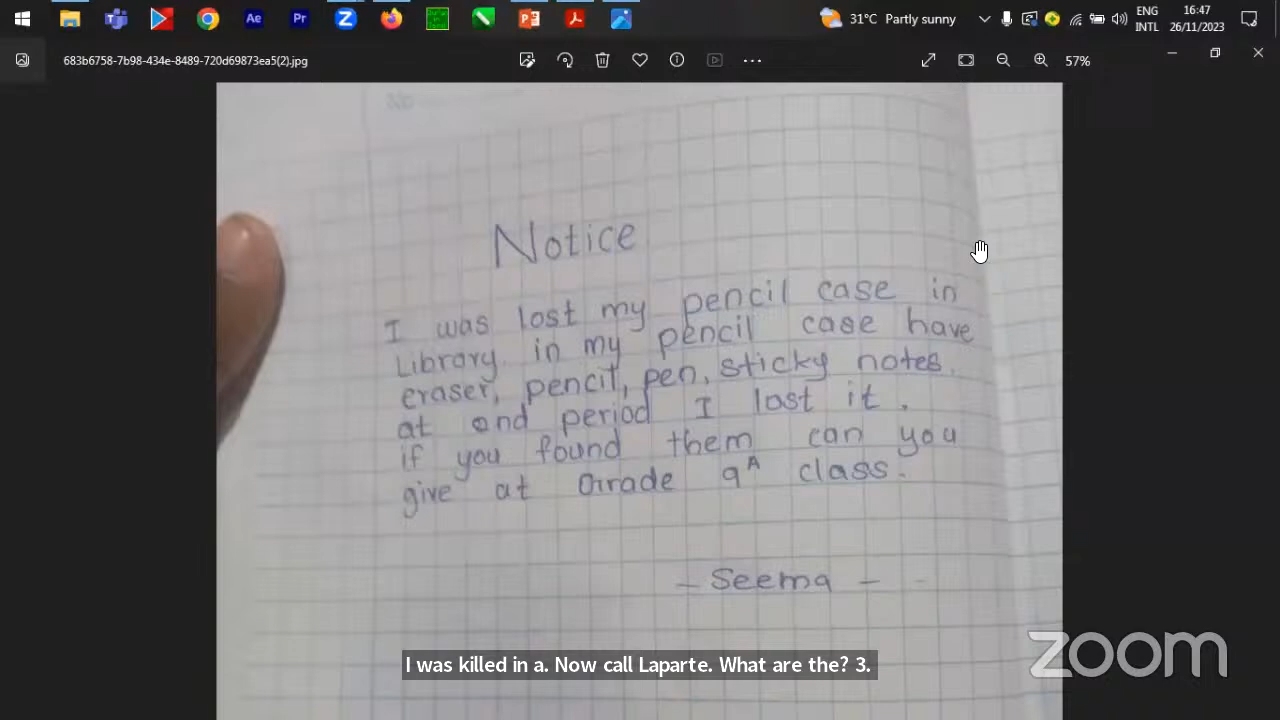 Ae
Pr
31°C Partly sunny
ENG
INTL
16:47
26/11/2023
683b6758-7b98-434e-8489-720d69873ea5(2).jpg
57%
Notice
I was lost my pencil case in
Library. in my pencil case have
eraser, pencil, pen, sticky notes.
at 2nd period I lost it.
if you found them can you
give at Grade 9A class.
- Seema -
I was killed in a. Now call Laparte. What are the? 3.
zoom